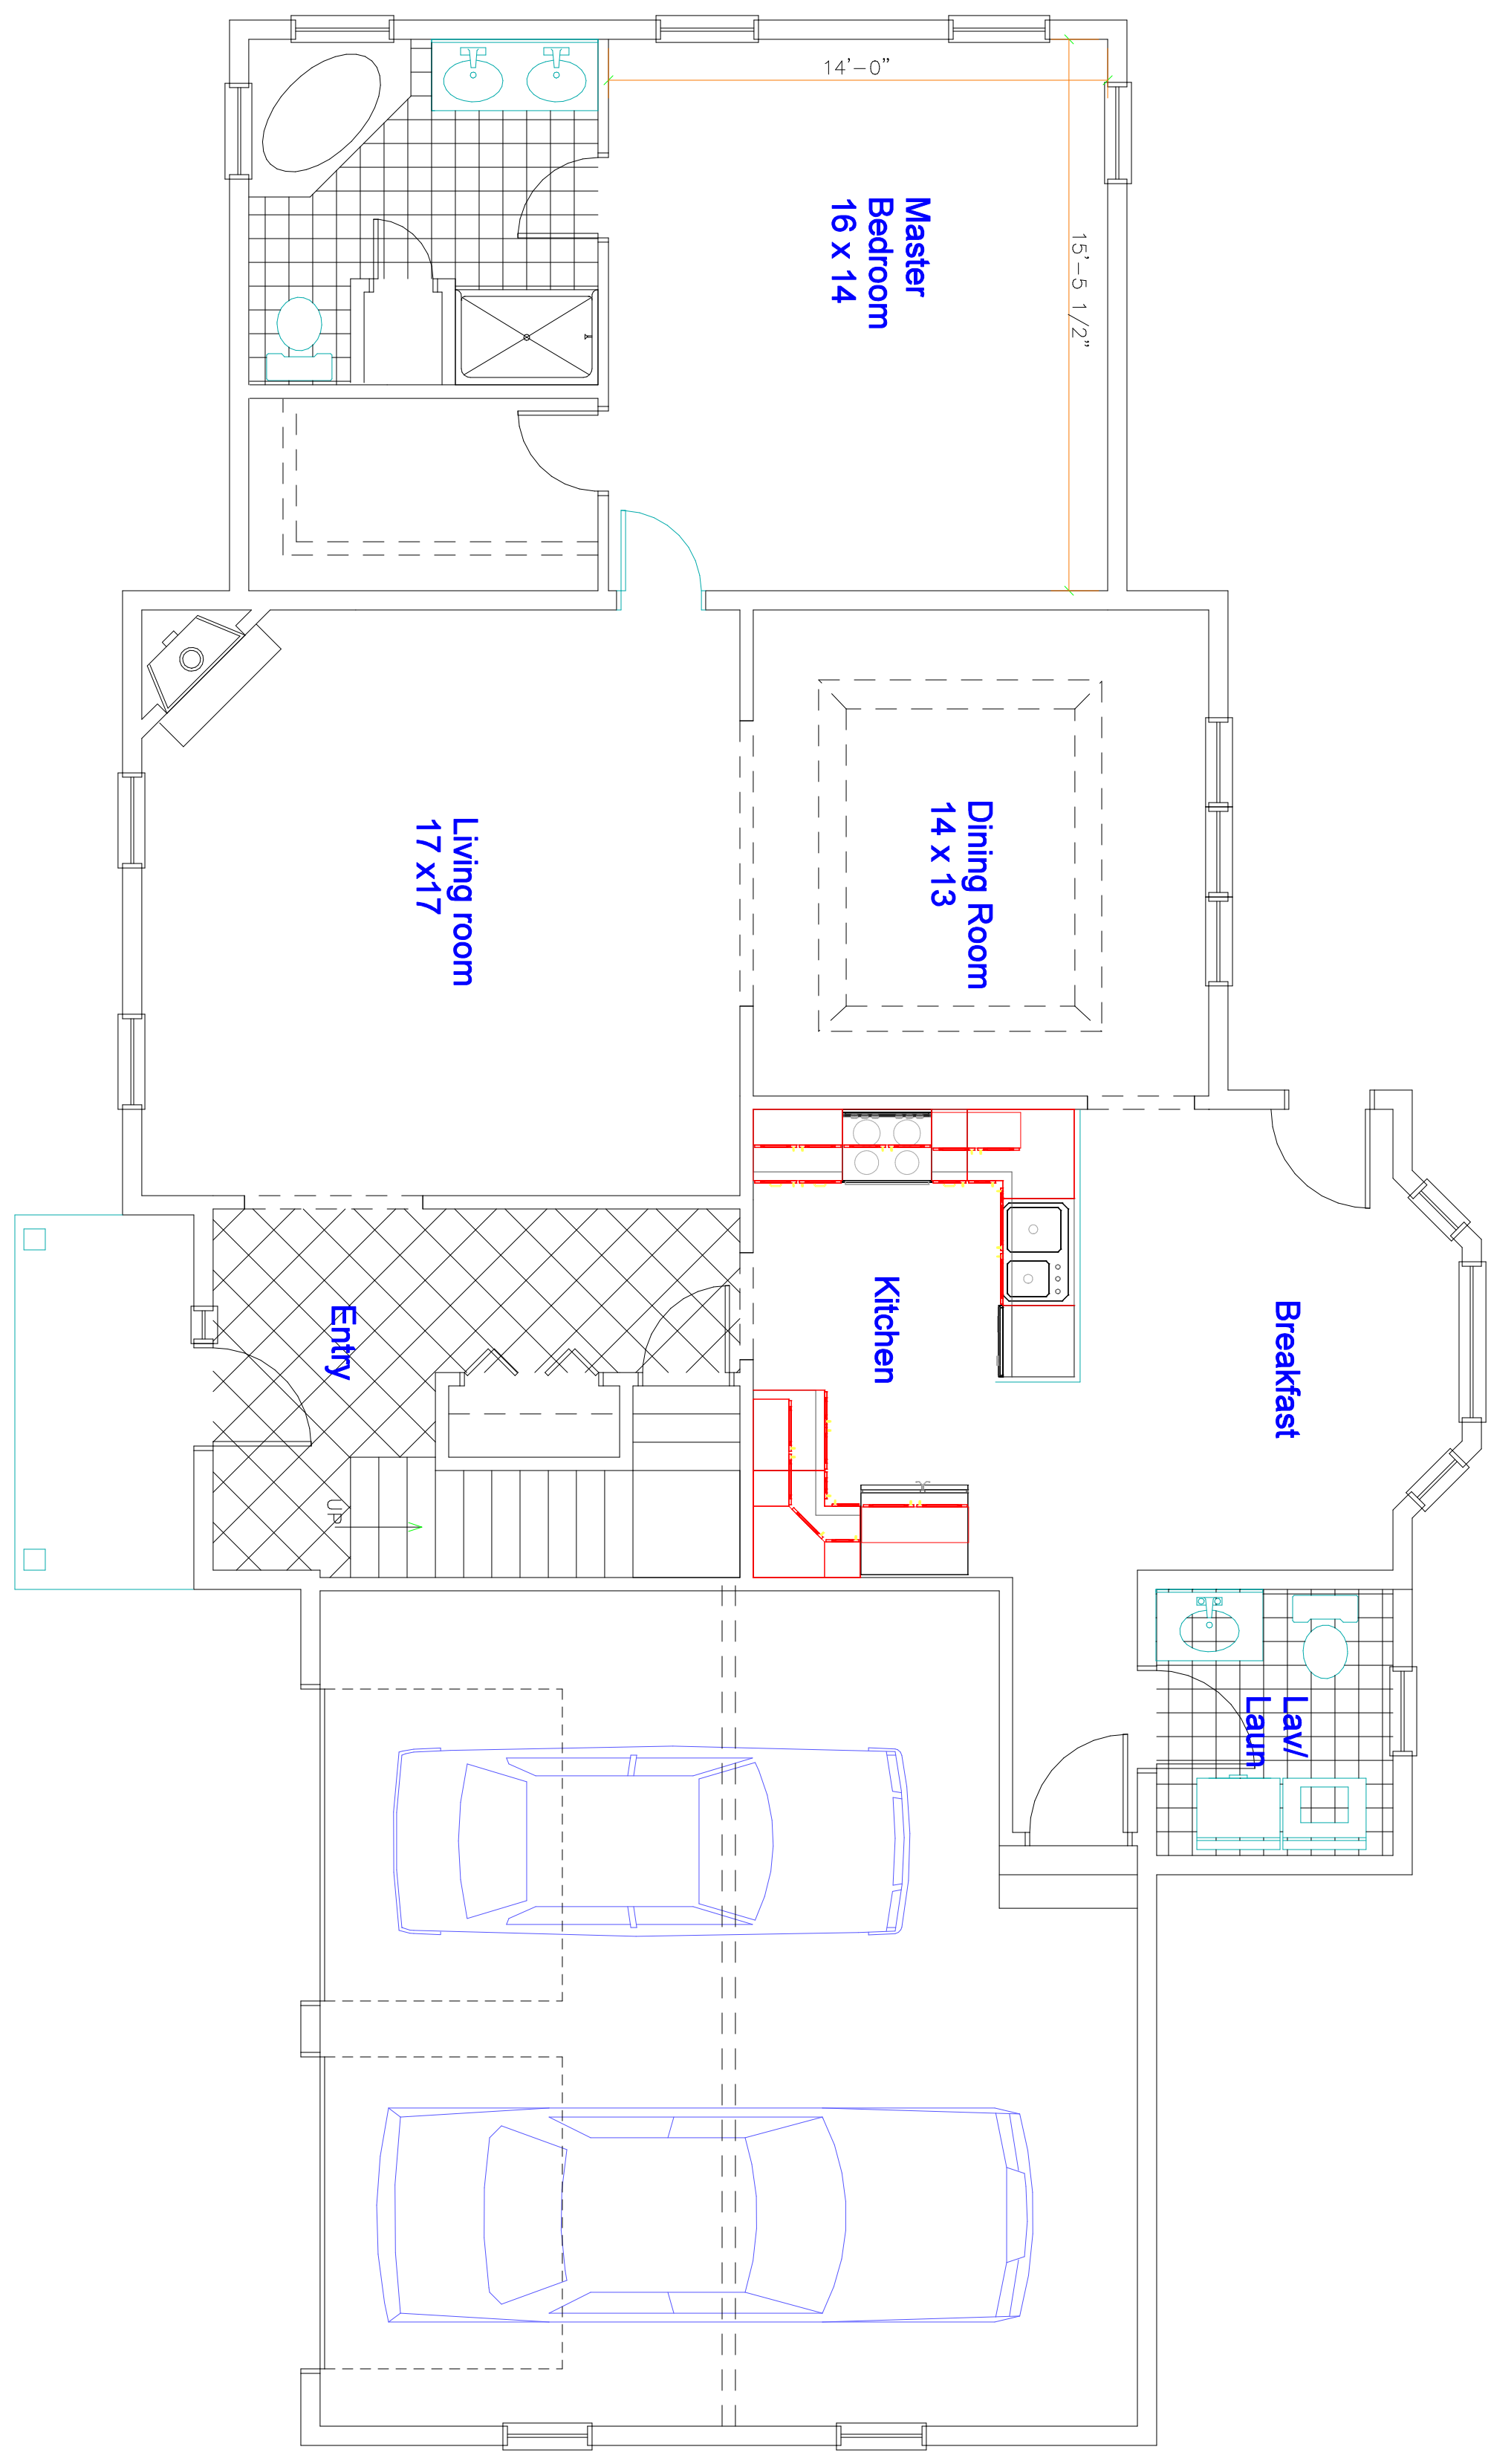 14'-0"
15'-5 1/2"
Master
Bedroom
16 x 14
Dining Room
14 x 13
Living room
17 x17
Kitchen
Breakfast
Entry
UP
Lav/
Laun